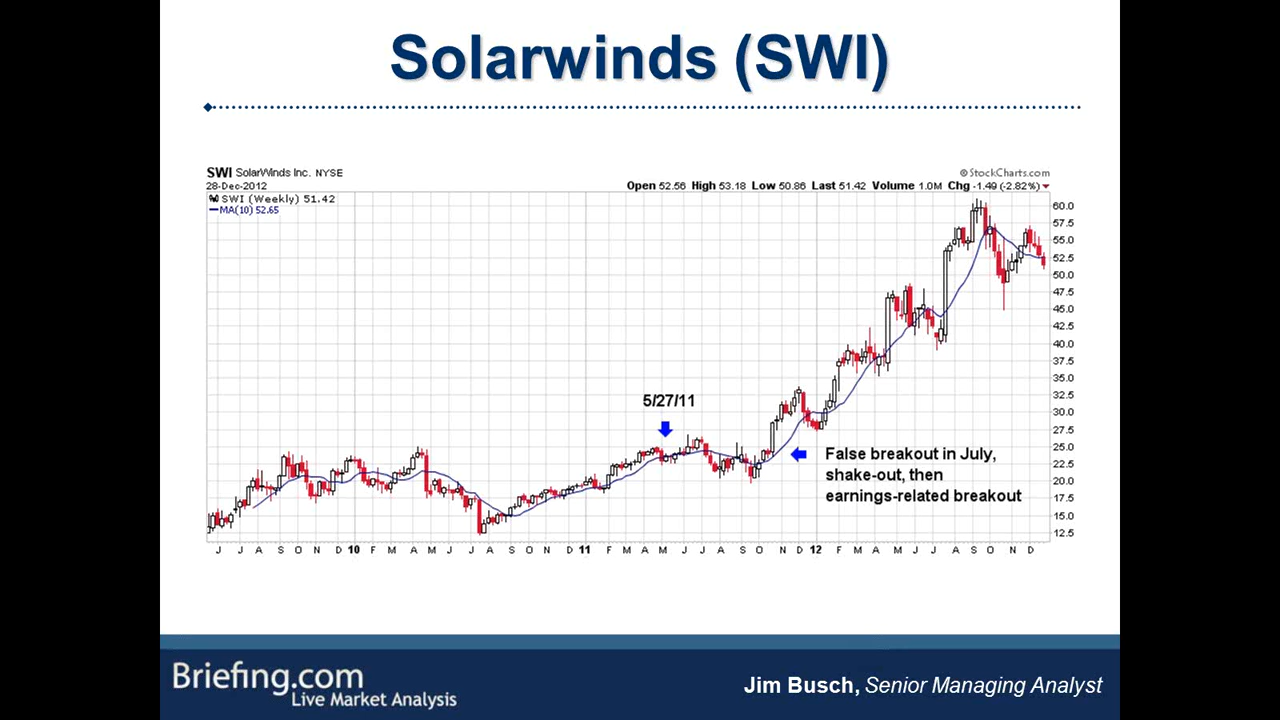 Solarwinds (SWI)
SWI SolarWinds Inc. NYSE
© StockCharts.com
28-Dec-2012
Open 52.56 High 53.18 Low 50.86 Last 51.42 Volume 1.0M Chg -1.49 (-2.82%)
SWI (Weekly) 51.42
MA(10) 52.65
60.0
57.5
55.0
52.5
50.0
47.5
45.0
42.5
40.0
37.5
35.0
32.5
30.0
27.5
25.0
22.5
20.0
17.5
15.0
12.5
5/27/11
False breakout in July,
shake-out, then
earnings-related breakout
J J A S O N D 10 F M A M J J A S O N D 11 F M A M J J A S O N D 12 F M A M J J A S O N D
Briefing.com
Live Market Analysis
Jim Busch, Senior Managing Analyst